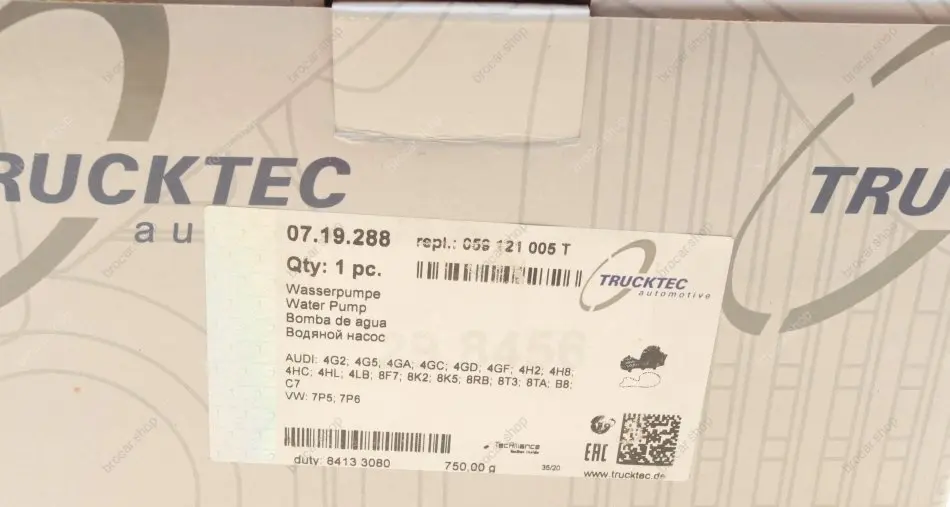 RUCKTEC
au
TRU
07.19.288 repl.: 059 121 005 T
Qty: 1 pc.
TRUCKTEC
automotive
Wasserpumpe
Water Pump
Bomba de agua
Водяной насос
AUDI: 4G2; 4G5, 4GA; 4GC; 4GD; 4GF; 4H2; 4H8;
4HC; 4HL; 4LB; 8F7; 8K2; 8K5; 8RB; 8T3; 8TA; B8;
C7
VW: 7P5; 7P6
TecAlliance
EAC
duty: 8413 3080 750.00 g 36/20 www.trucktec.de
brocar.shop